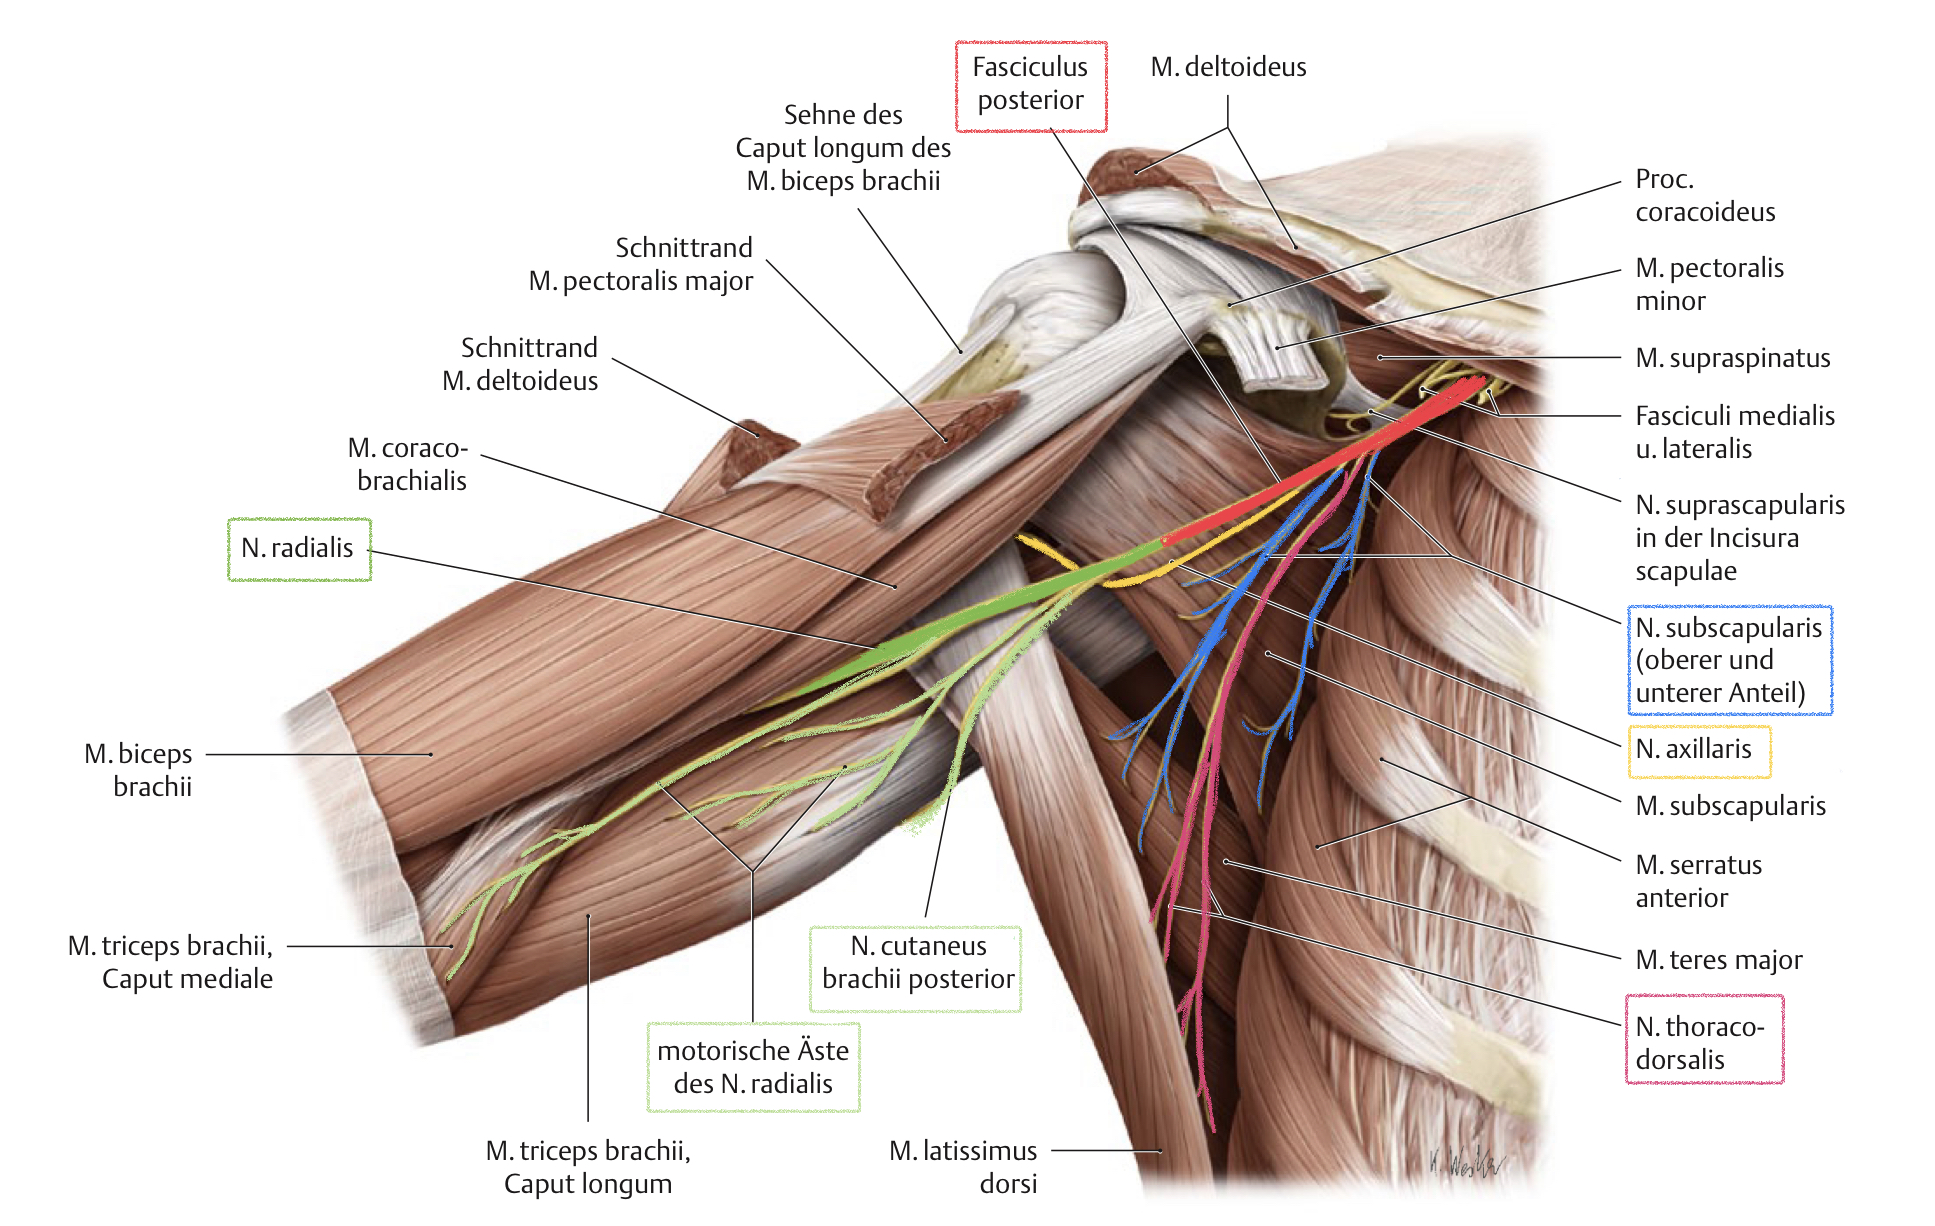 Fasciculus
posterior
M. deltoideus
Sehne des
Caput longum des
M. biceps brachii
Schnittrand
M. pectoralis major
Schnittrand
M. deltoideus
M. coraco-
brachialis
N. radialis
M. biceps
brachii
M. triceps brachii,
Caput mediale
M. triceps brachii,
Caput longum
motorische Äste
des N. radialis
N. cutaneus
brachii posterior
M. latissimus
dorsi
Proc.
coracoideus
M. pectoralis
minor
M. supraspinatus
Fasciculi medialis
u. lateralis
N. suprascapularis
in der Incisura
scapulae
N. subscapularis
(oberer und
unterer Anteil)
N. axillaris
M. subscapularis
M. serratus
anterior
M. teres major
N. thoraco-
dorsalis